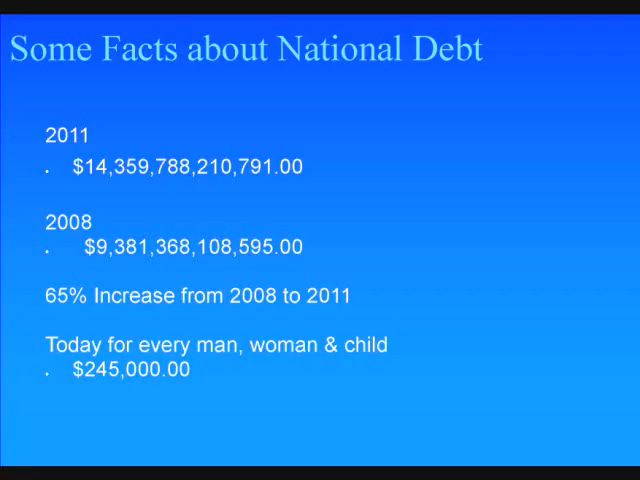 Some Facts about National Debt
2011
• $14,359,788,210,791.00
2008
• $9,381,368,108,595.00
65% Increase from 2008 to 2011
Today for every man, woman & child
• $245,000.00